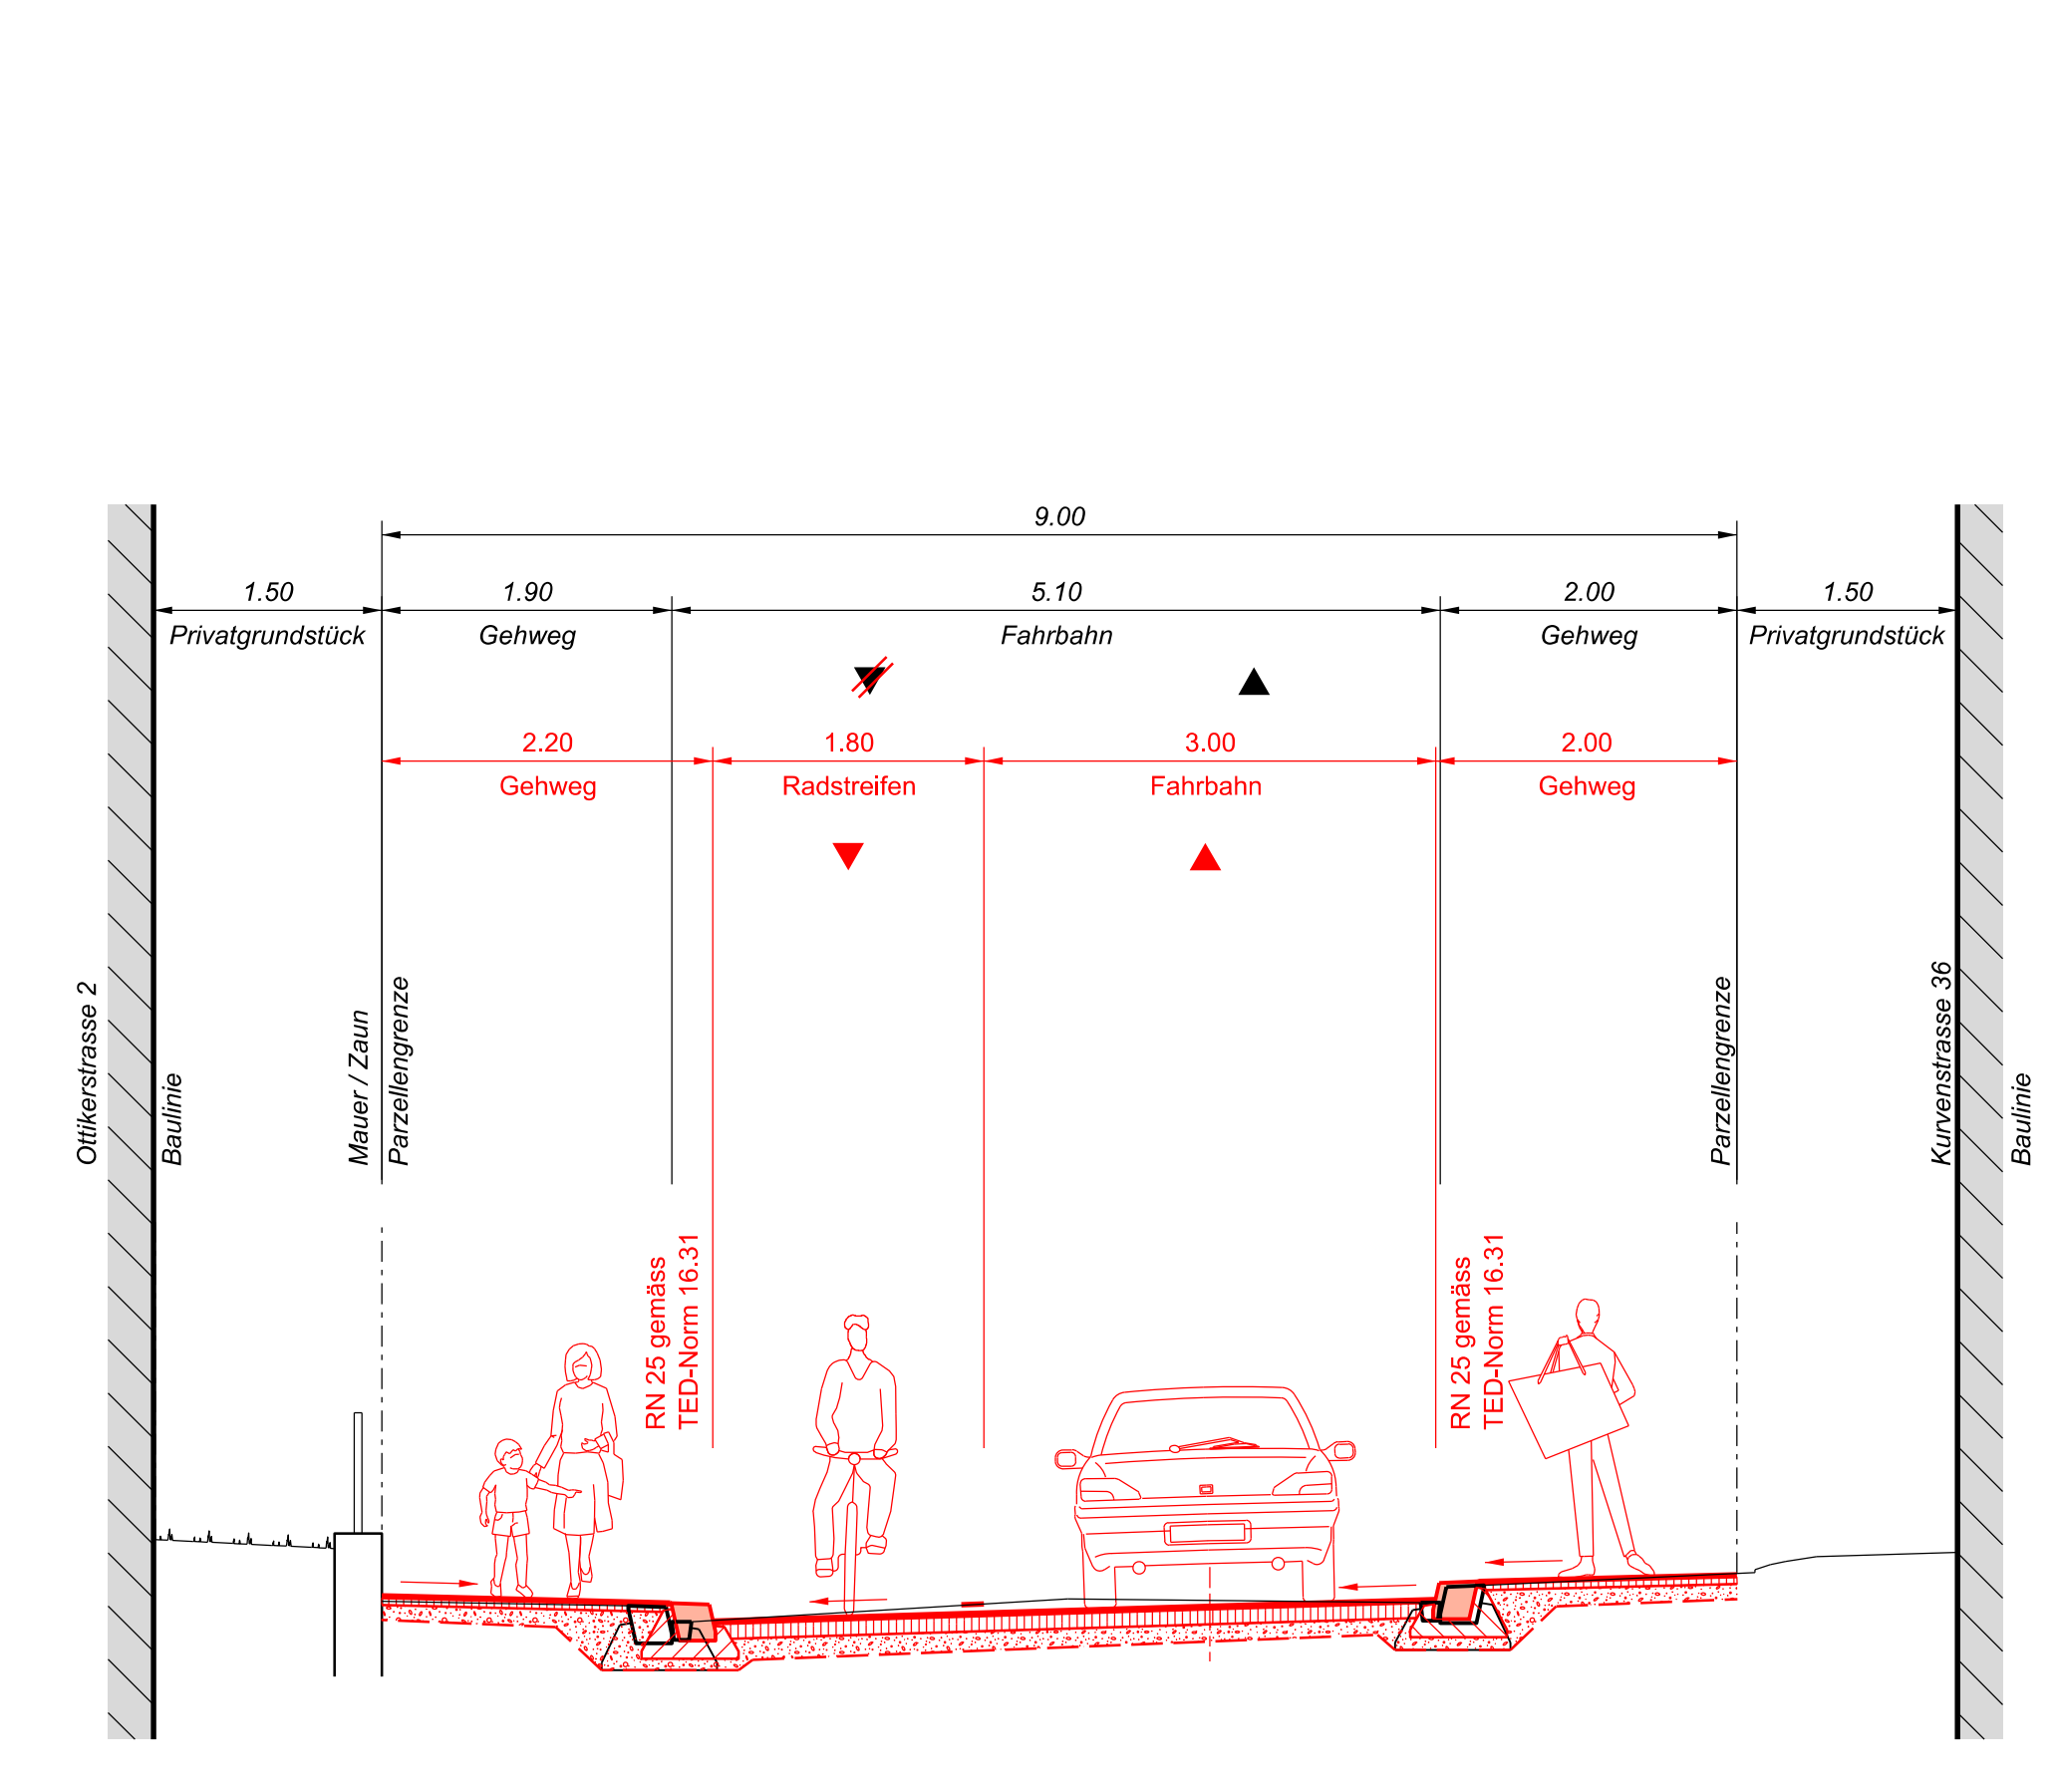 9.00
1.50
1.90
5.10
2.00
1.50
Privatgrundstück
Gehweg
Fahrbahn
Gehweg
Privatgrundstück
2.20
1.80
3.00
2.00
Gehweg
Radstreifen
Fahrbahn
Gehweg
Ottikerstrasse 2
Baulinie
Mauer / Zaun
Parzellengrenze
Parzellengrenze
Kurvenstrasse 36
Baulinie
RN 25 gemäss
TED-Norm 16.31
RN 25 gemäss
TED-Norm 16.31